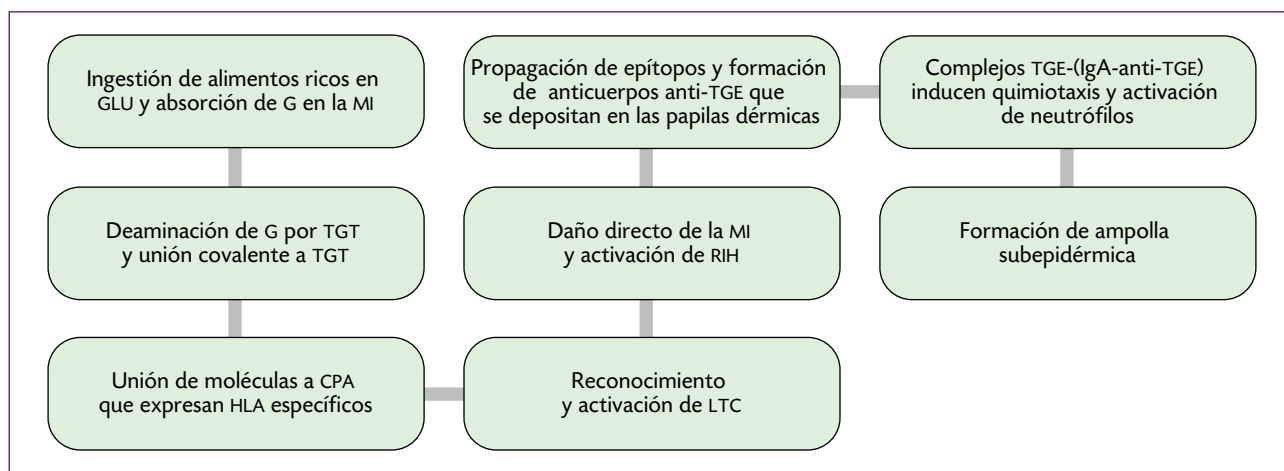 Ingestión de alimentos ricos en
GLU y absorción de G en la MI
Deaminación de G por TGT
y unión covalente a TGT
Unión de moléculas a CPA
que expresan HLA específicos
Reconocimiento
y activación de LTC
Daño directo de la MI
y activación de RIH
Propagación de epítopos y formación
de anticuerpos anti-TGE que
se depositan en las papilas dérmicas
Complejos TGE-(IgA-anti-TGE)
inducen quimiotaxis y activación
de neutrófilos
Formación de ampolla
subepidérmica